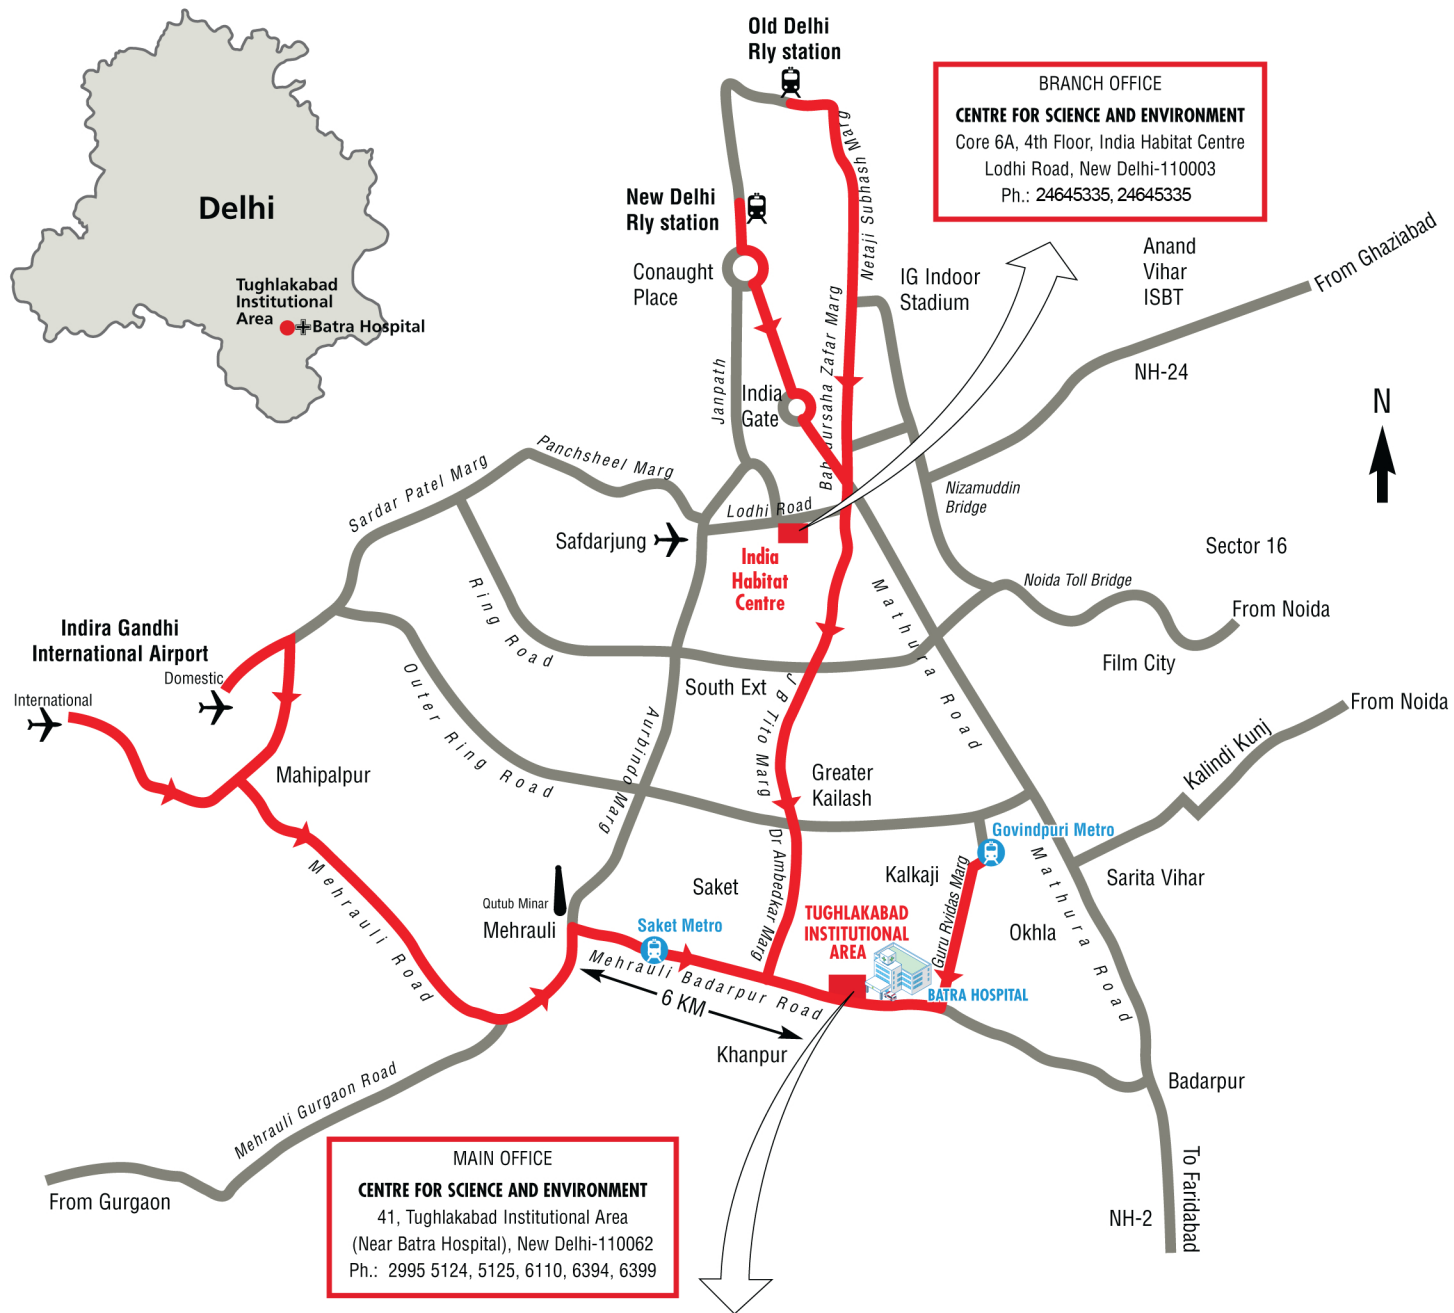 Old Delhi
Rly station
BRANCH OFFICE
CENTRE FOR SCIENCE AND ENVIRONMENT
Core 6A, 4th Floor, India Habitat Centre
Lodhi Road, New Delhi-110003
Ph.: 24645335, 24645335
Delhi
Tughlakabad
Institutional
Area
Batra Hospital
New Delhi
Rly station
Netaji Subhash Marg
Conaught
Place
IG Indoor
Stadium
Anand
Vihar
ISBT
From Ghaziabad
NH-24
Janpath
India
Gate
Bahadursaha Zafar Marg
N
Panchsheel Marg
Sardar Patel Marg
Nizamuddin
Bridge
Lodhi Road
Safdarjung
India
Habitat
Centre
Sector 16
Noida Toll Bridge
From Noida
Ring Road
Mathura Road
Indira Gandhi
International Airport
Domestic
International
Film City
South Ext
From Noida
Outer Ring Road
Aurbindo Marg
J B Tito Marg
Kalindi Kunj
Mahipalpur
Greater
Kailash
Govindpuri Metro
Mehrauli Road
Dr Ambedkar Marg
Saket
Kalkaji
Guru Rvidas Marg
Mathura Road
Sarita Vihar
Qutub Minar
Mehrauli
Saket Metro
TUGHLAKABAD
INSTITUTIONAL
AREA
Okhla
Mehrauli Badarpur Road
BATRA HOSPITAL
6 KM
Khanpur
Badarpur
Mehrauli Gurgaon Road
From Gurgaon
MAIN OFFICE
CENTRE FOR SCIENCE AND ENVIRONMENT
41, Tughlakabad Institutional Area
(Near Batra Hospital), New Delhi-110062
Ph.: 2995 5124, 5125, 6110, 6394, 6399
To Faridabad
NH-2